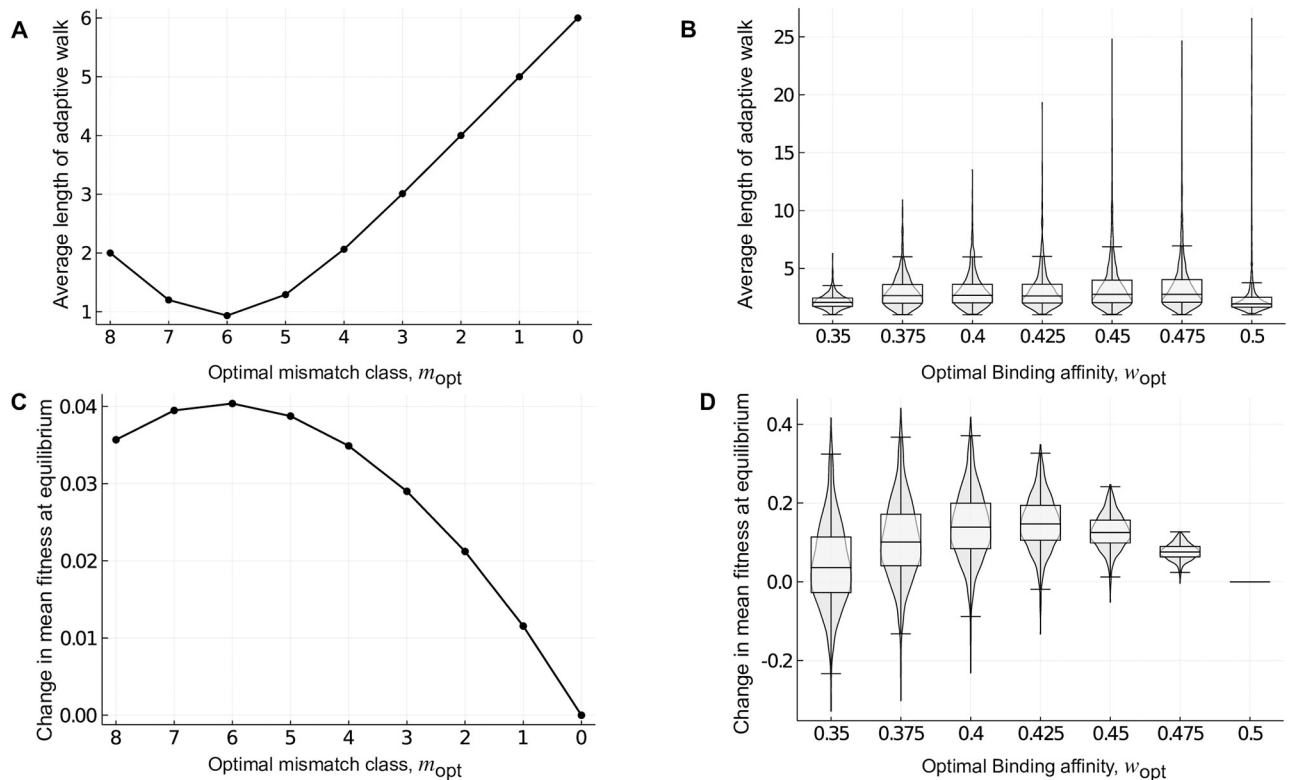 A
Average length of adaptive walk
6
5
4
3
2
1
8 7 6 5 4 3 2 1 0
Optimal mismatch class, mopt
B
Average length of adaptive walk
25
20
15
10
5
0.35 0.375 0.4 0.425 0.45 0.475 0.5
Optimal Binding affinity, wopt
C
Change in mean fitness at equilibrium
0.04
0.03
0.02
0.01
0.00
8 7 6 5 4 3 2 1 0
Optimal mismatch class, mopt
D
Change in mean fitness at equilibrium
0.4
0.2
0.0
-0.2
0.35 0.375 0.4 0.425 0.45 0.475 0.5
Optimal Binding affinity, wopt